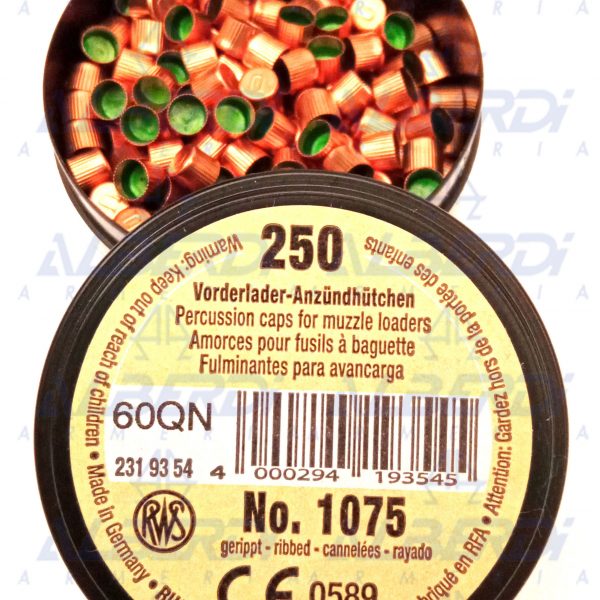 250
Vorderlader-Anzündhütchen
Percussion caps for muzzle loaders
Amorces pour fusils à baguette
Fulminantes para avancarga
60QN
231 93 54
4 000294 193545
RWS
No. 1075
gerippt - ribbed - cannelées - rayado
CE 0589
Warning: Keep out of reach of children • Made in Germany •
• Attention: Gardez hors de la portée des enfants
en RFA •
ALBERDI
ARMERIA